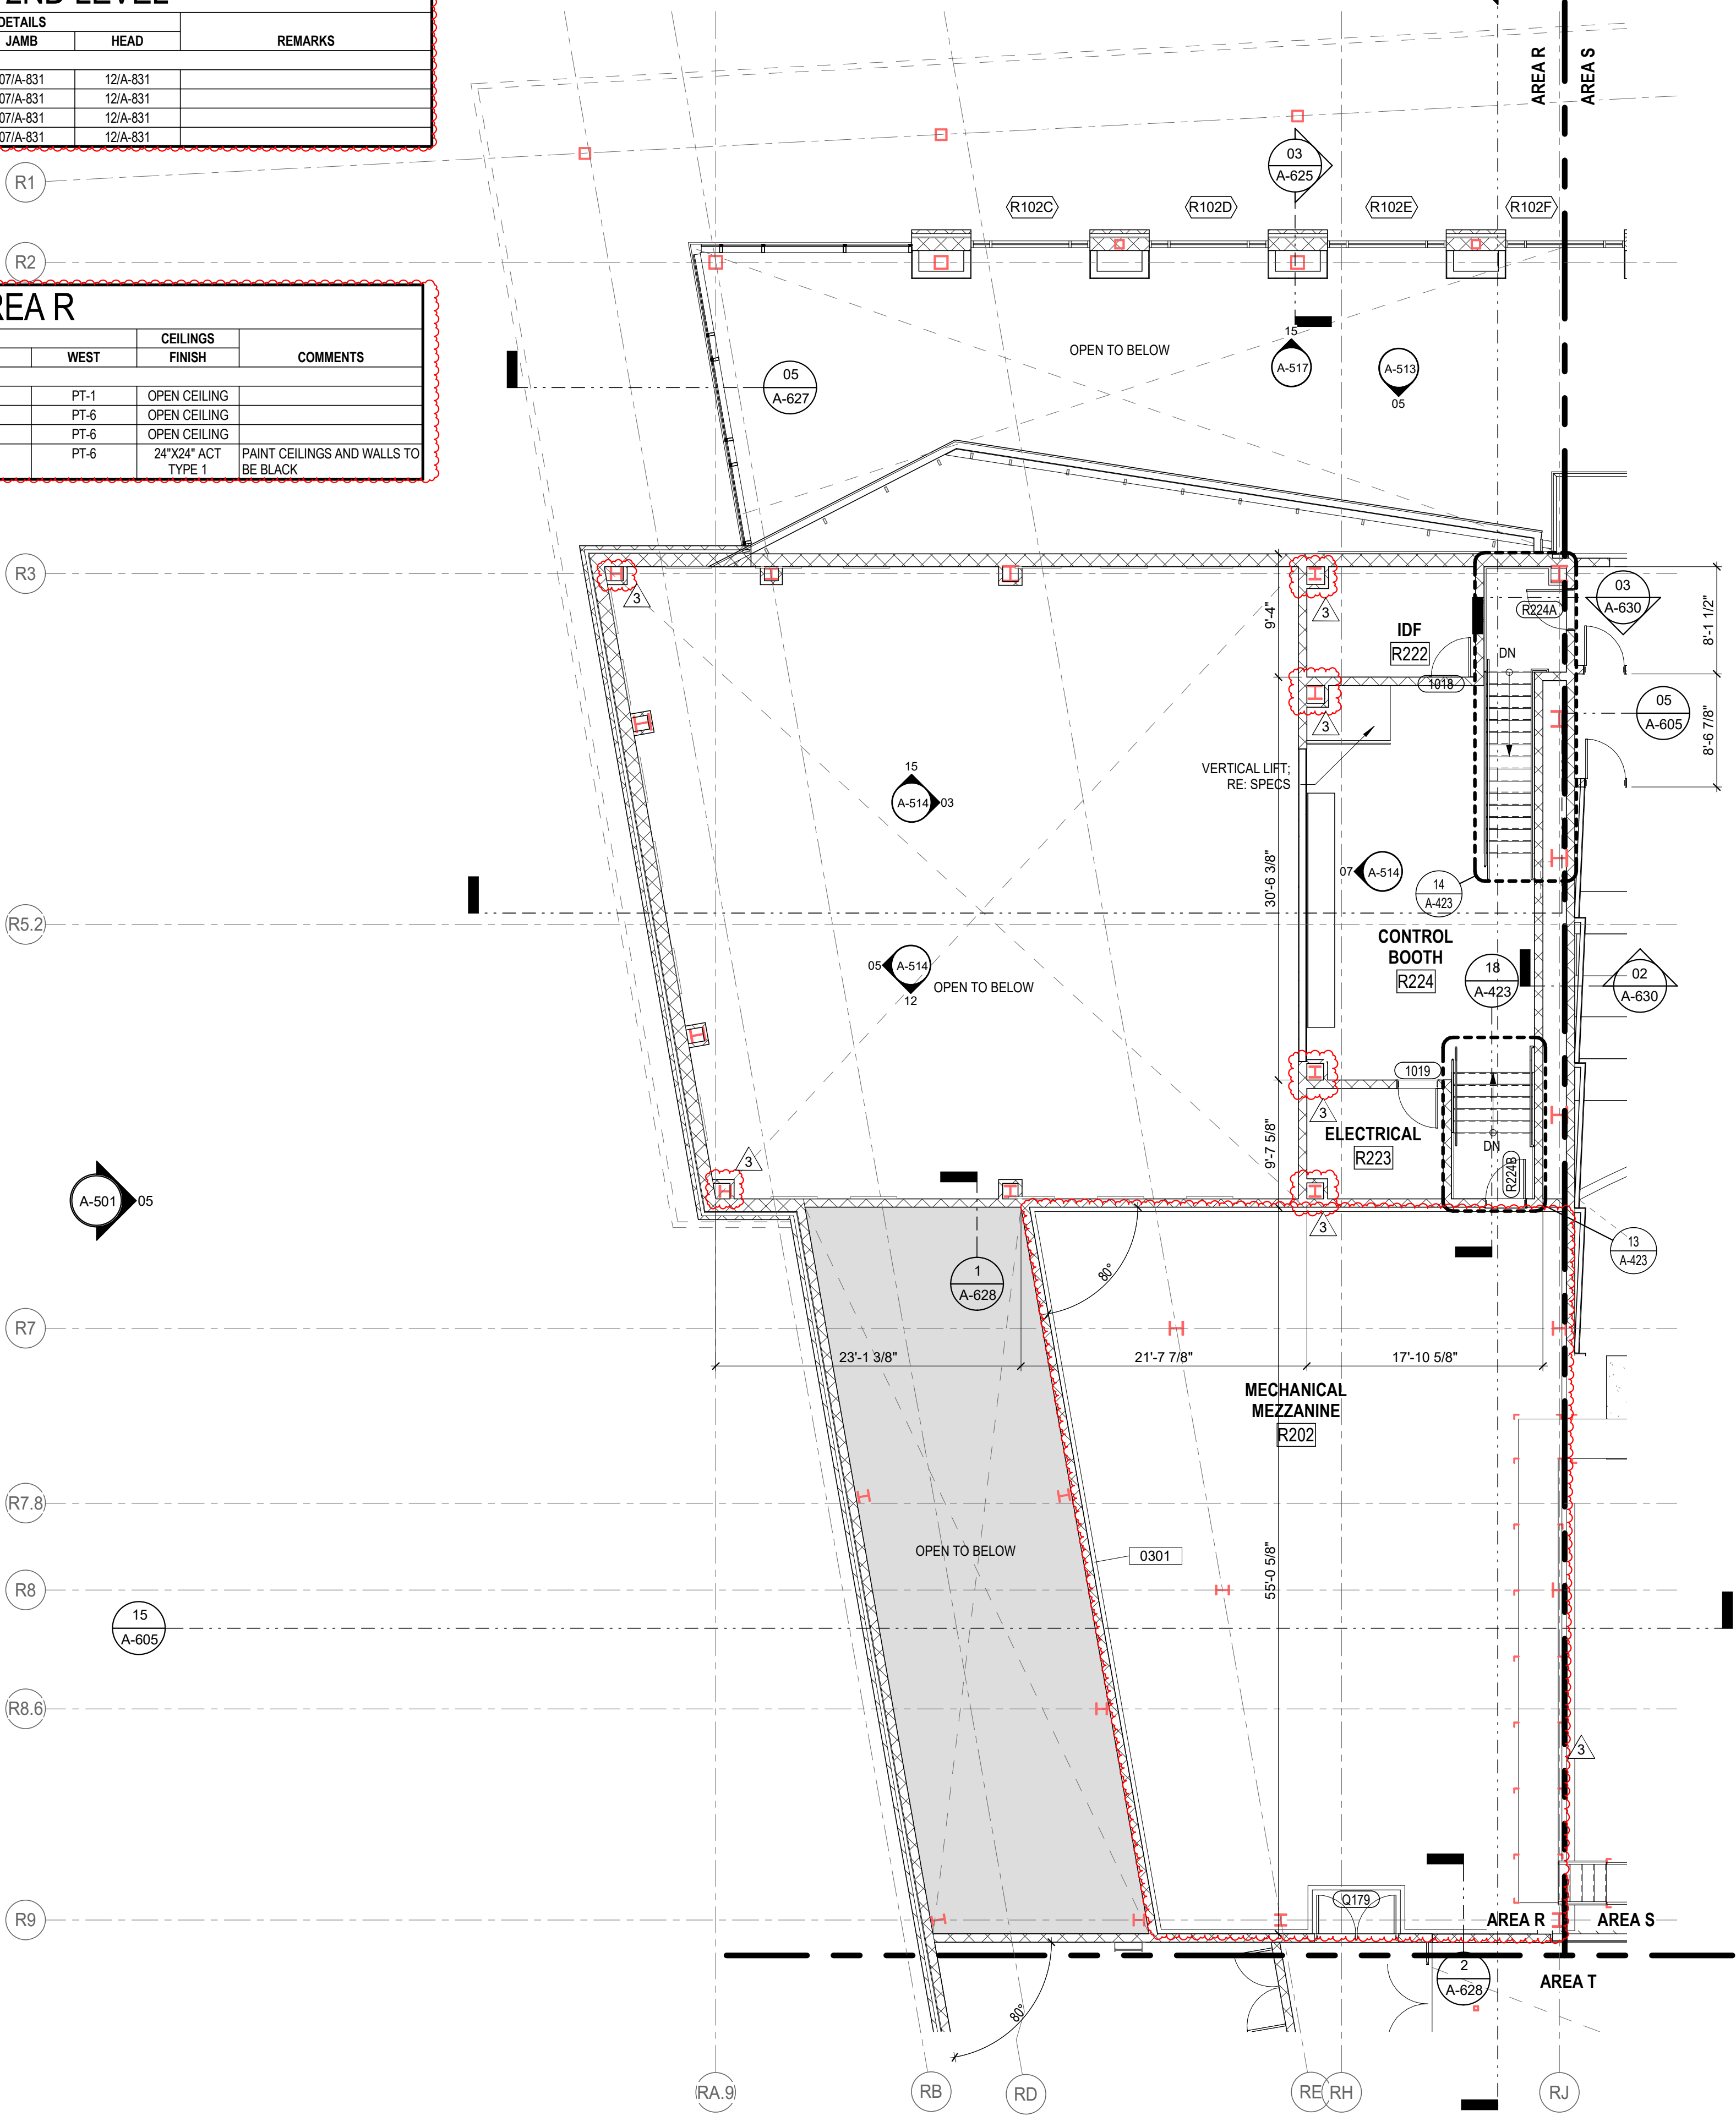 2ND LEVEL
DETAILS
JAMB HEAD REMARKS
07/A-831 12/A-831
07/A-831 12/A-831
07/A-831 12/A-831
07/A-831 12/A-831
AREA R
AREA S
R1
03
A-625
R102C
R102D
R102E
R102F
R2
REA R
CEILINGS
WEST FINISH COMMENTS
PT-1 OPEN CEILING
PT-6 OPEN CEILING
PT-6 OPEN CEILING
PT-6 24"X24" ACT PAINT CEILINGS AND WALLS TO
TYPE 1 BE BLACK
OPEN TO BELOW
15
A-517
A-513
05
05
A-627
R3
3
3
9'-4"
IDF
R222
R224A
03
A-630
8'-1 1/2"
DN
1018
3
05
A-605
8'-6 7/8"
VERTICAL LIFT;
RE: SPECS
15
A-514
03
30'-6 3/8"
07
A-514
14
A-423
R5.2
CONTROL
BOOTH
R224
05
A-514
12
OPEN TO BELOW
18
A-423
02
A-630
1019
3
9'-7 5/8"
ELECTRICAL
R223
DN
R224B
3
A-501
05
3
13
A-423
1
A-628
80°
R7
23'-1 3/8"
21'-7 7/8"
17'-10 5/8"
MECHANICAL
MEZZANINE
R202
R7.8
OPEN TO BELOW
0301
55'-0 5/8"
R8
15
A-605
R8.6
3
Q179
R9
AREA R
AREA S
2
A-628
AREA T
80°
RA.9
RB
RD
RE
RH
RJ